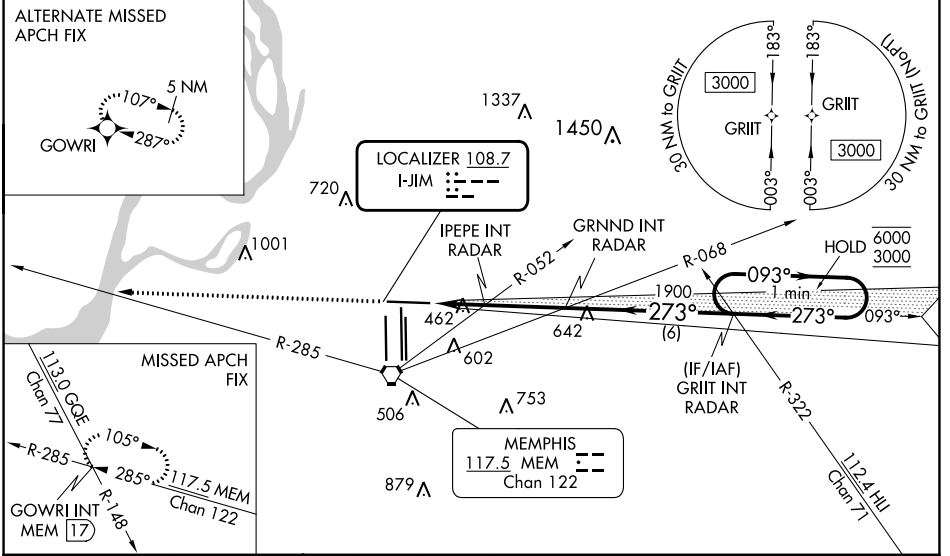 ALTERNATE MISSED
APCH FIX
5 NM
107°
287°
GOWRI
1337
1450
720
1001
LOCALIZER 108.7
I-JIM
30 NM to GRIIT
183°
183°
3000
GRIIT
GRIIT
3000
003°
003°
30 NM to GRIIT (NoPT)
IPEPE INT
RADAR
GRNND INT
RADAR
R-052
R-068
HOLD
6000
3000
093°
1 min
1900
273°
(6)
273°
093°
462
642
602
R-285
506
753
(IF/IAF)
GRIIT INT
RADAR
R-322
112.4 HLI
Chan 71
MEMPHIS
117.5 MEM
Chan 122
879
MISSED APCH
FIX
113.0 GQE
Chan 77
105°
R-285
285°
117.5 MEM
Chan 122
GOWRI INT
MEM 17
R-148